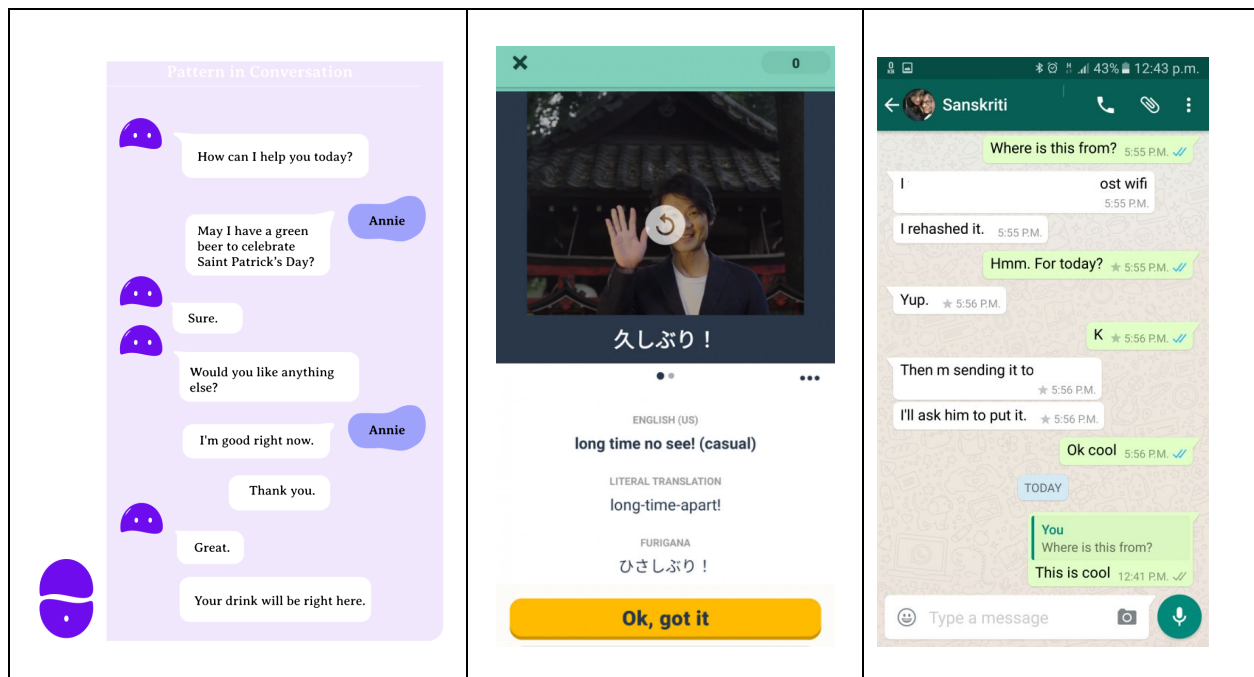 Pattern in Conversation
How can I help you today?
Annie
May I have a green
beer to celebrate
Saint Patrick's Day?
Sure.
Would you like anything
else?
Annie
I'm good right now.
Thank you.
Great.
Your drink will be right here.
0
久しぶり！
ENGLISH (US)
long time no see! (casual)
LITERAL TRANSLATION
long-time-apart!
FURIGANA
ひさしぶり！
Ok, got it
43% 12:43 p.m.
Sanskriti
Where is this from? 5:55 P.M.
I ost wifi
5:55 P.M.
I rehashed it. 5:55 P.M.
Hmm. For today? 5:55 P.M.
Yup. 5:56 P.M.
K 5:56 P.M.
Then m sending it to
5:56 P.M.
I'll ask him to put it. 5:56 P.M.
Ok cool 5:56 P.M.
TODAY
You
Where is this from?
This is cool 12:41 P.M.
Type a message